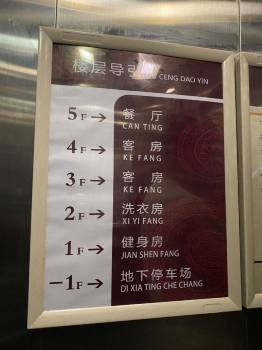 楼层导引
CENG DAO YIN
5F→ 餐 厅
CAN TING
4F→ 客 房
KE FANG
3F→ 客 房
KE FANG
2F→ 洗衣房
XI YI FANG
1F→ 健身房
JIAN SHEN FANG
-1F→ 地下停车场
DI XIA TING CHE CHANG